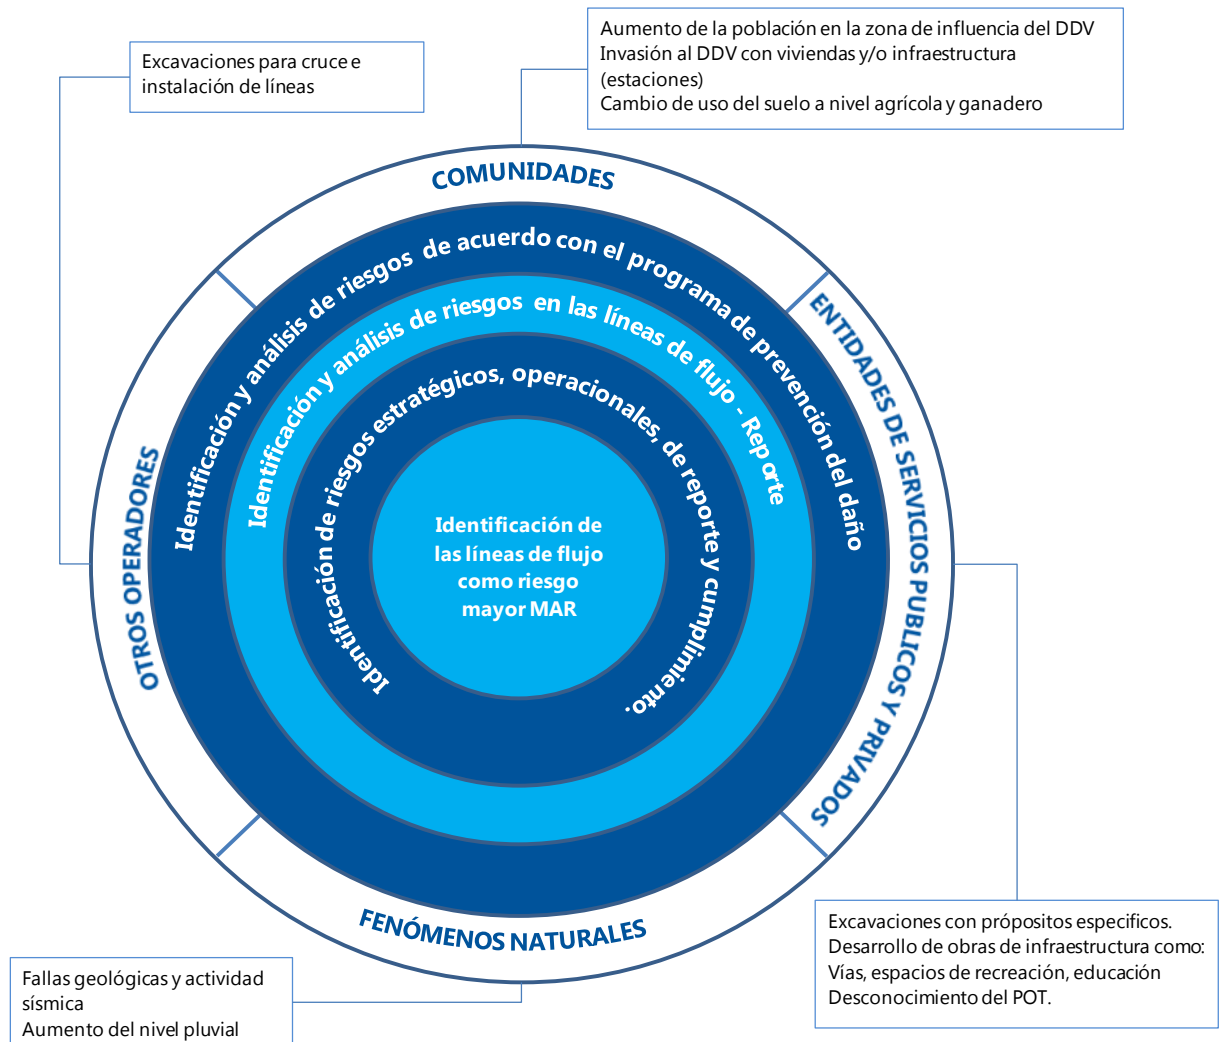 Excavaciones para cruce e
instalación de líneas
Aumento de la población en la zona de influencia del DDV
Invasión al DDV con viviendas y/o infraestructura
(estaciones)
Cambio de uso del suelo a nivel agrícola y ganadero
COMUNIDADES
Identificación y análisis de riesgos de acuerdo con el programa de prevención del daño
Identificación y análisis de riesgos en las líneas de flujo - Reporte
Identificación de riesgos estratégicos, operacionales, de reporte y cumplimiento.
Identificación de
las líneas de flujo
como riesgo
mayor MAR
OTROS OPERADORES
ENTIDADES DE SERVICIOS PUBLICOS Y PRIVADOS
FENÓMENOS NATURALES
Fallas geológicas y actividad
sísmica
Aumento del nivel pluvial
Excavaciones con própositos especificos.
Desarrollo de obras de infraestructura como:
Vías, espacios de recreación, educación
Desconocimiento del POT.